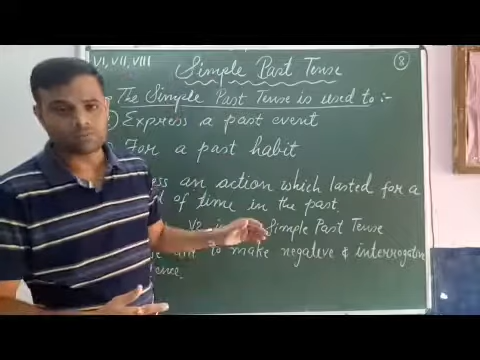 VI, VII, VIII
Simple Past Tense
8
The Simple Past Tense is used to :-
Express a past event
For a past habit
an action which lasted for a
of time in the past.
V2 Simple Past Tense
to make negative & interrogative